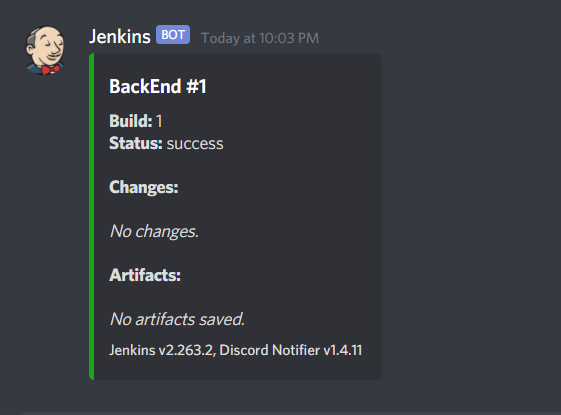 Jenkins BOT Today at 10:03 PM
BackEnd #1
Build: 1
Status: success
Changes:
No changes.
Artifacts:
No artifacts saved.
Jenkins v2.263.2, Discord Notifier v1.4.11